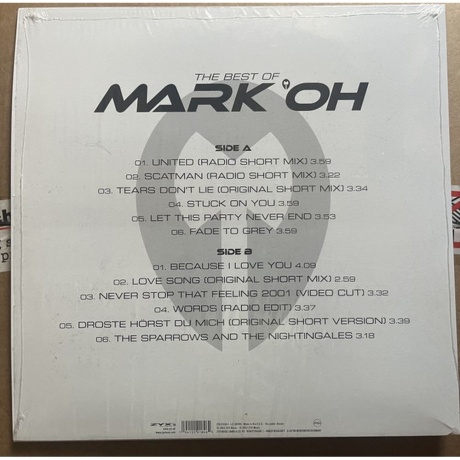 THE BEST OF
MARK 'OH
SIDE A
01. UNITED (RADIO SHORT MIX) 3.59
02. SCATMAN (RADIO SHORT MIX) 3.22
03. TEARS DON'T LIE (ORIGINAL SHORT MIX) 3.34
04. STUCK ON YOU 3.59
05. LET THIS PARTY NEVER END 3.53
06. FADE TO GREY 3.59
SIDE B
01. BECAUSE I LOVE YOU 4.09
02. LOVE SONG (ORIGINAL SHORT MIX) 2.59
03. NEVER STOP THAT FEELING 2001 (VIDEO CUT) 3.32
04. WORDS (RADIO EDIT) 3.37
05. DROSTE HÖRST DU MICH (ORIGINAL SHORT VERSION) 3.39
06. THE SPARROWS AND THE NIGHTINGALES 3.18
ZYX